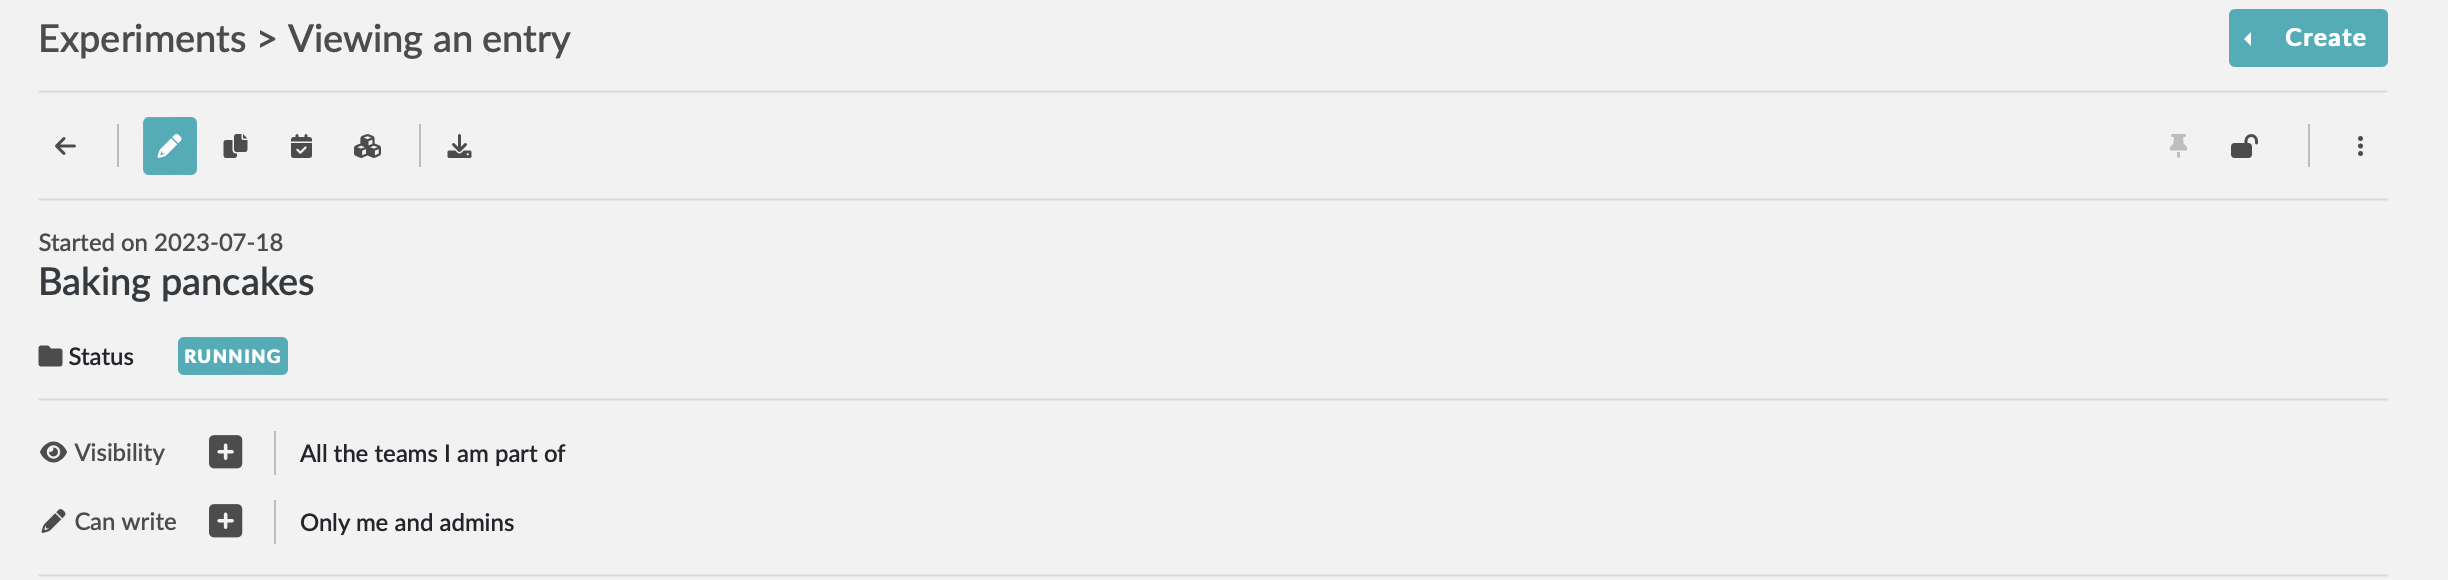 Experiments > Viewing an entry
Create
Started on 2023-07-18
Baking pancakes
Status RUNNING
Visibility All the teams I am part of
Can write Only me and admins